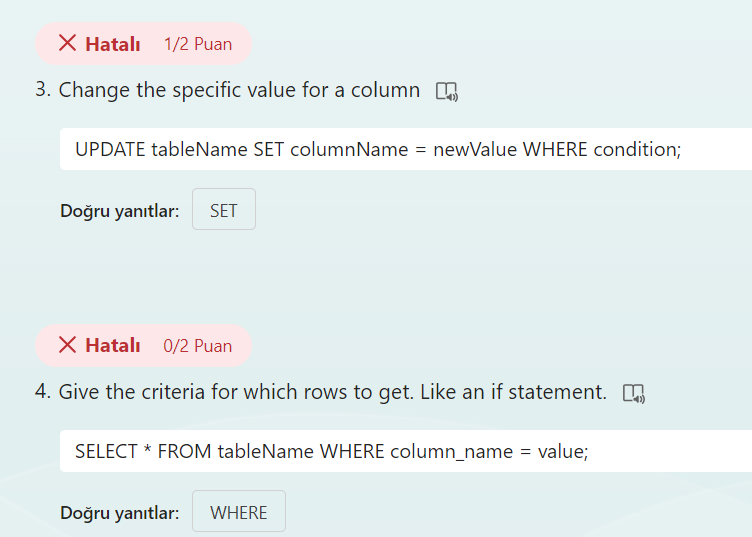 Hatalı 1/2 Puan
3. Change the specific value for a column
UPDATE tableName SET columnName = newValue WHERE condition;
Doğru yanıtlar: SET
Hatalı 0/2 Puan
4. Give the criteria for which rows to get. Like an if statement.
SELECT * FROM tableName WHERE column_name = value;
Doğru yanıtlar: WHERE